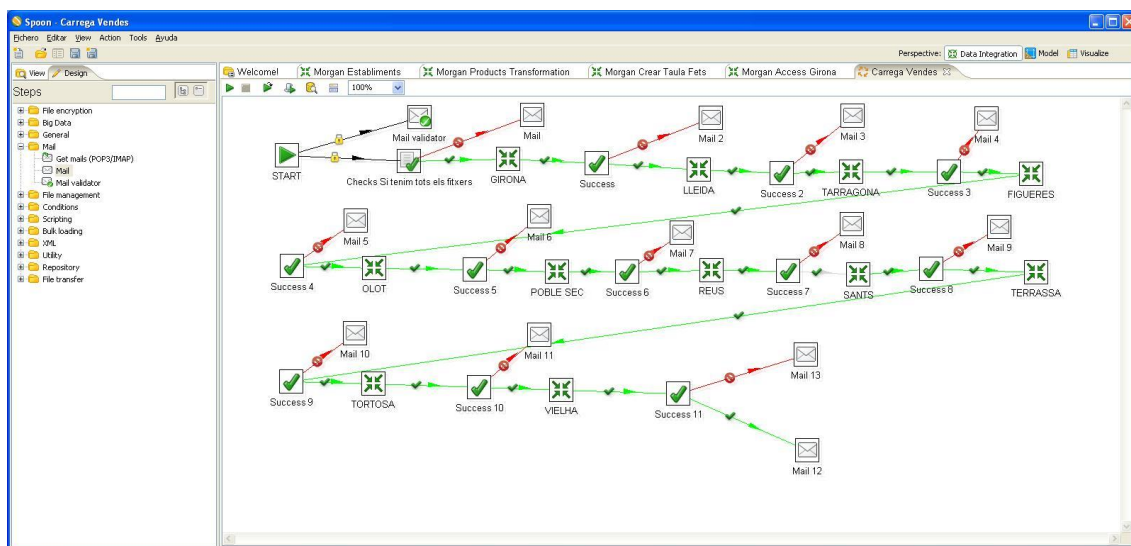 Spoon - Carrega Vendes
Fichero Editar View Action Tools Ayuda
Perspective: Data Integration Model Visualize
View Design
Welcome! Morgan Establiments Morgan Products Transformation Morgan Crear Taula Fets Morgan Access Girona Carrega Vendes
Steps
100%
File encryption
Big Data
General
Mail
Get mails (POP3/IMAP)
Mail
Mail validator
File management
Conditions
Scripting
Bulk loading
XML
Utility
Repository
File transfer
Mail validator Mail Mail 2 Mail 3 Mail 4
START Checks Si tenim tots els fitxers GIRONA Success LLEIDA Success 2 TARRAGONA Success 3 FIGUERES
Mail 5 Mail 6 Mail 7 Mail 8 Mail 9
Success 4 OLOT Success 5 POBLE SEC Success 6 REUS Success 7 SANTS Success 8 TERRASSA
Mail 10 Mail 11 Mail 13
Success 9 TORTOSA Success 10 VIELHA Success 11
Mail 12